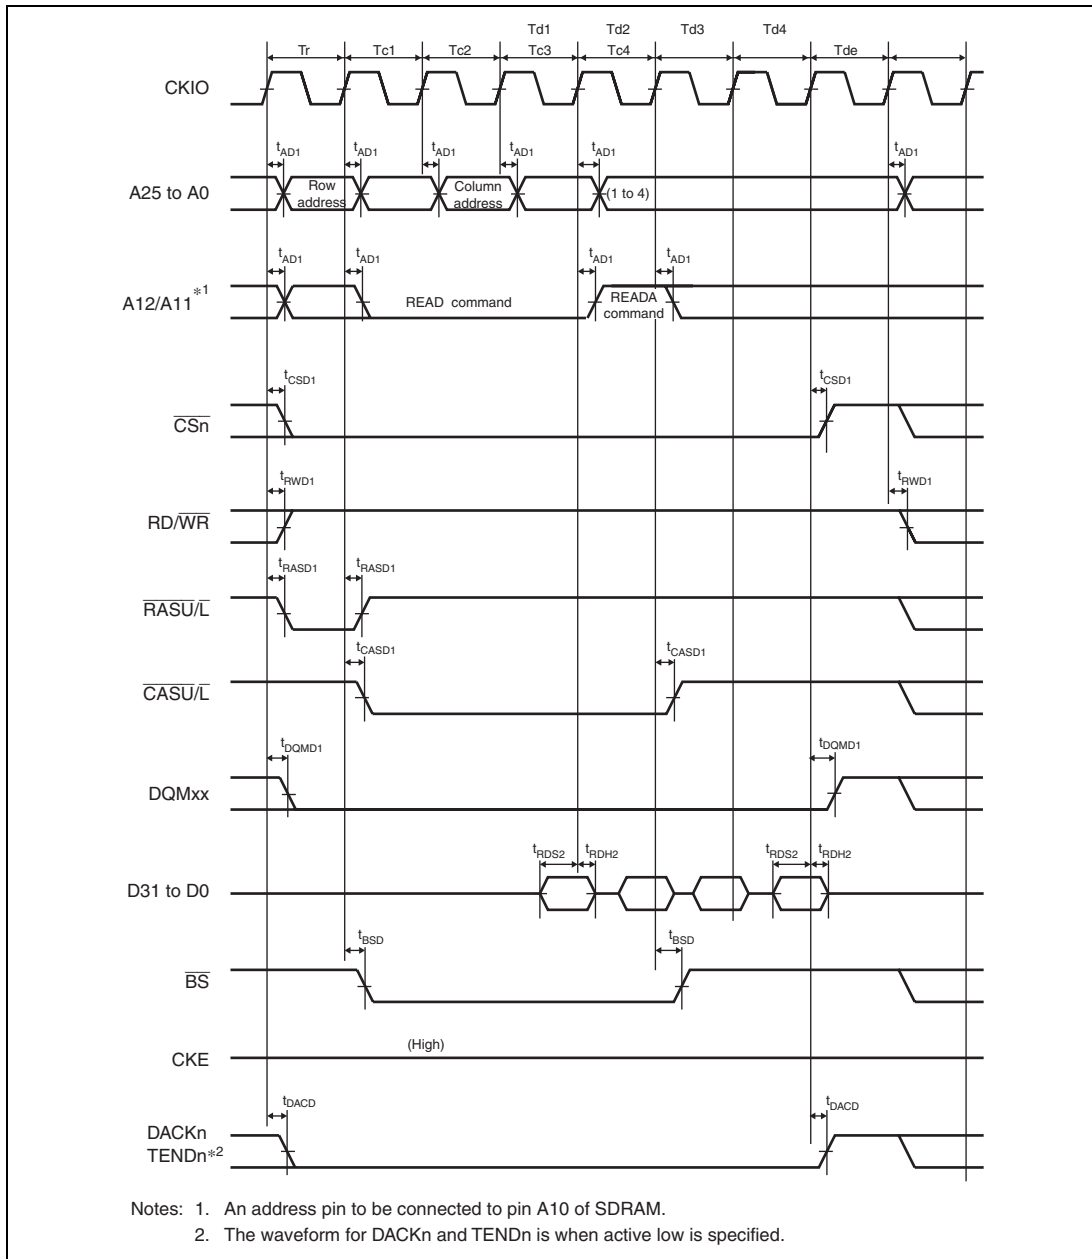 Td1 Td2 Td3 Td4
Tr Tc1 Tc2 Tc3 Tc4 Tde
CKIO
tAD1 tAD1 tAD1 tAD1 tAD1 tAD1
A25 to A0
Row address
Column address
(1 to 4)
tAD1 tAD1 tAD1 tAD1
A12/A11*1
READ command
READA command
tCSD1 tCSD1
CSn
tRWD1 tRWD1
RD/WR
tRASD1 tRASD1
RASU/L
tCASD1 tCASD1
CASU/L
tDQMD1 tDQMD1
DQMxx
tRDS2 tRDH2 tRDS2 tRDH2
D31 to D0
tBSD tBSD
BS
(High)
CKE
tDACD tDACD
DACKn
TENDn*2
Notes: 1. An address pin to be connected to pin A10 of SDRAM.
2. The waveform for DACKn and TENDn is when active low is specified.